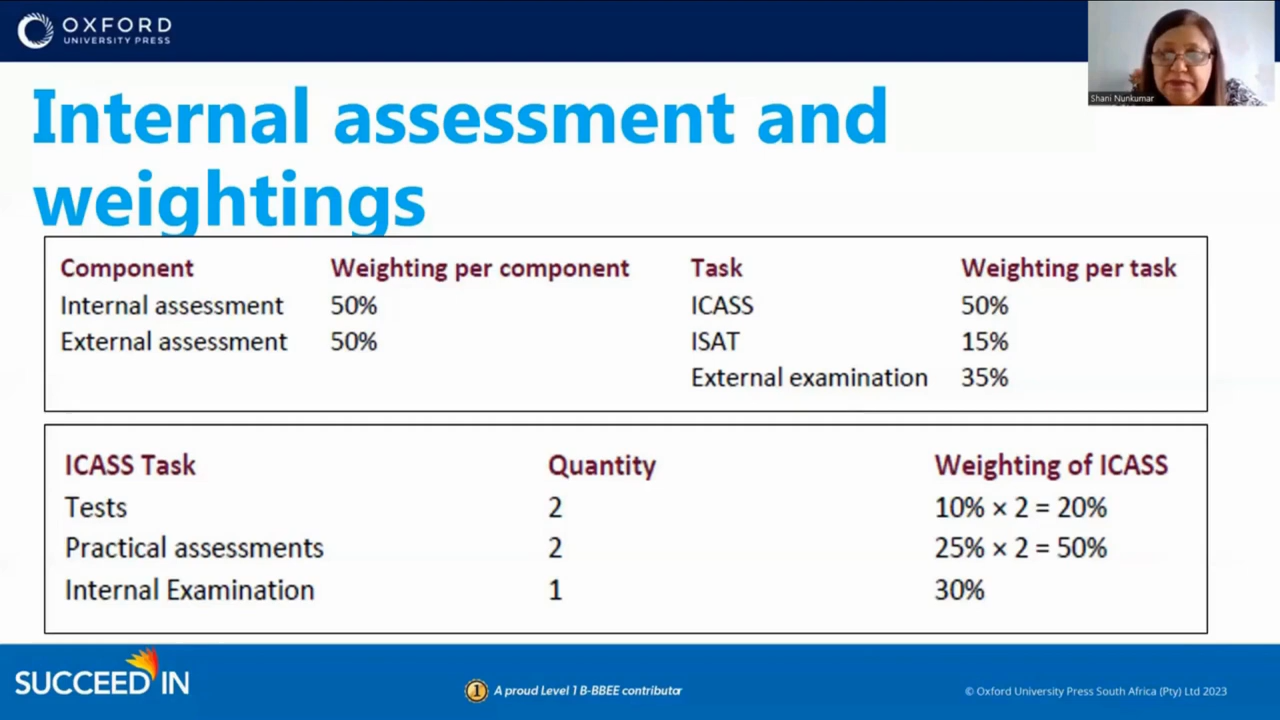 OXFORD
UNIVERSITY PRESS
Shani Nunkumar
Internal assessment and
weightings
Component Weighting per component Task Weighting per task
Internal assessment 50% ICASS 50%
External assessment 50% ISAT 15%
External examination 35%
ICASS Task Quantity Weighting of ICASS
Tests 2 10% × 2 = 20%
Practical assessments 2 25% × 2 = 50%
Internal Examination 1 30%
SUCCEED IN
1 A proud Level 1 B-BBEE contributor
© Oxford University Press South Africa (Pty) Ltd 2023